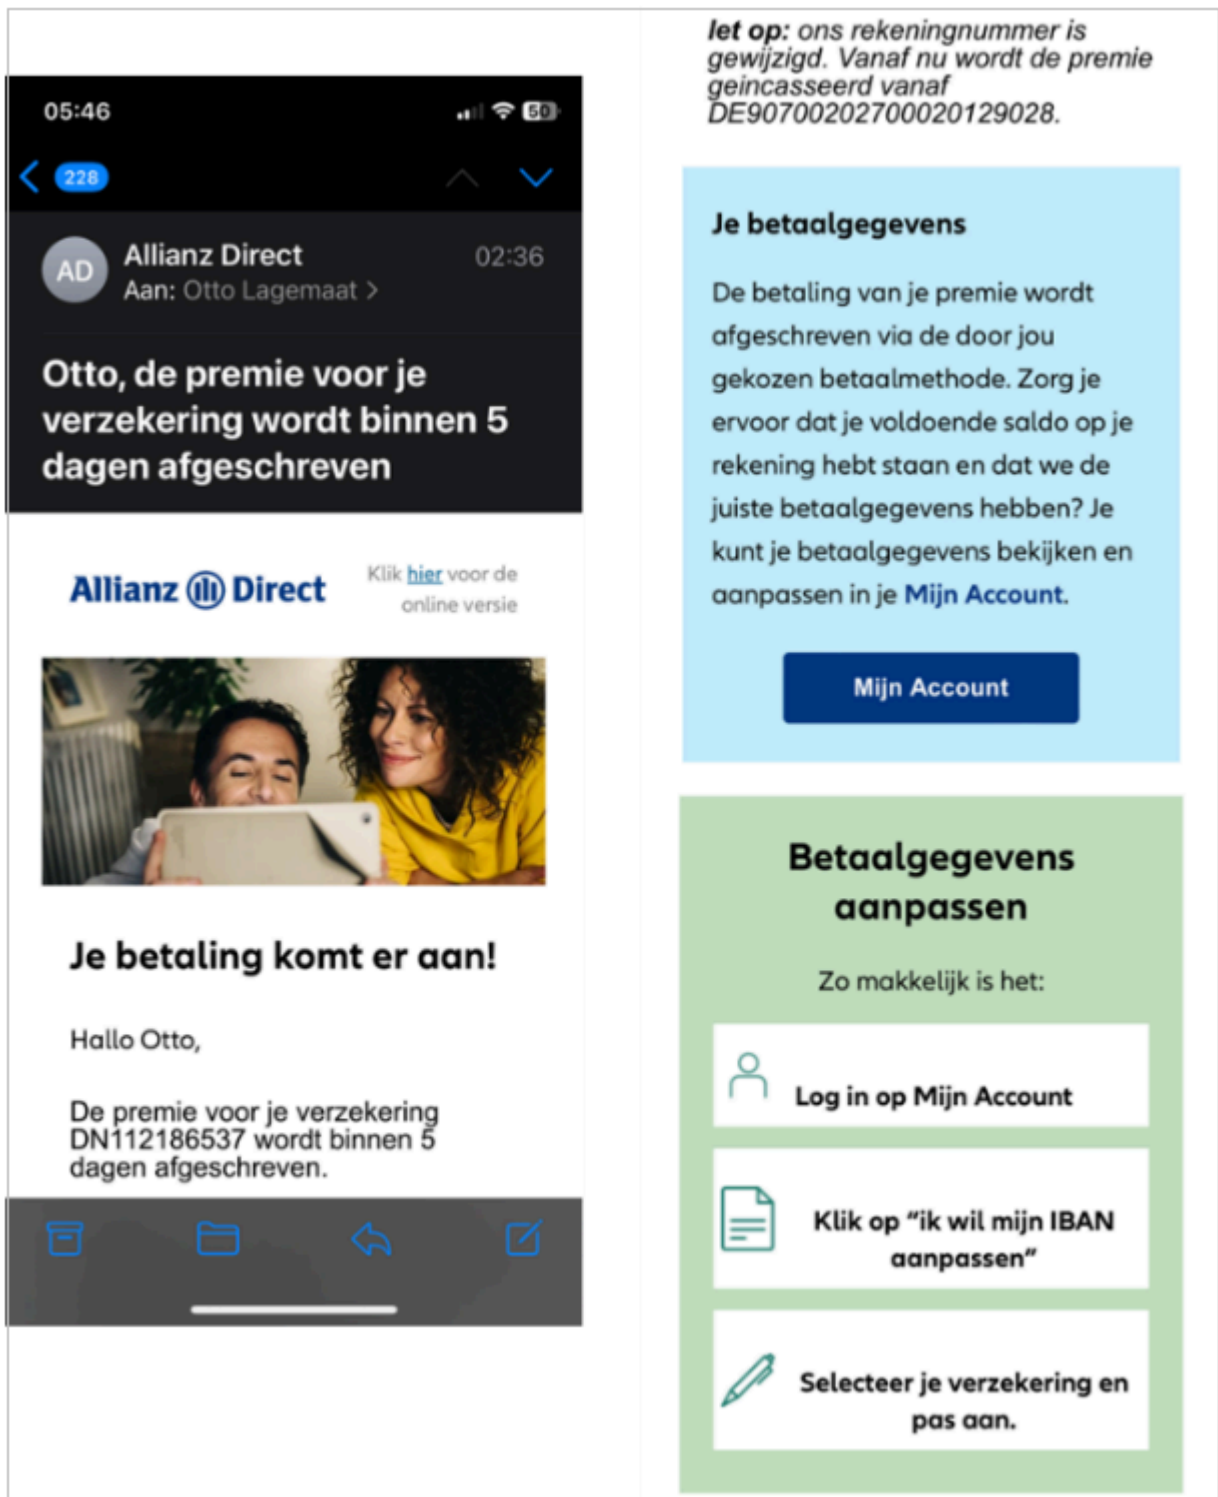 05:46
50
228
AD
Allianz Direct
02:36
Aan: Otto Lagemaat >
Otto, de premie voor je
verzekering wordt binnen 5
dagen afgeschreven
Allianz Direct
Klik hier voor de
online versie
Je betaling komt er aan!
Hallo Otto,
De premie voor je verzekering
DN112186537 wordt binnen 5
dagen afgeschreven.
let op: ons rekeningnummer is
gewijzigd. Vanaf nu wordt de premie
geincasseerd vanaf
DE90700202700020129028.
Je betaalgegevens
De betaling van je premie wordt
afgeschreven via de door jou
gekozen betaalmethode. Zorg je
ervoor dat je voldoende saldo op je
rekening hebt staan en dat we de
juiste betaalgegevens hebben? Je
kunt je betaalgegevens bekijken en
aanpassen in je Mijn Account.
Mijn Account
Betaalgegevens
aanpassen
Zo makkelijk is het:
Log in op Mijn Account
Klik op “ik wil mijn IBAN
aanpassen”
Selecteer je verzekering en
pas aan.